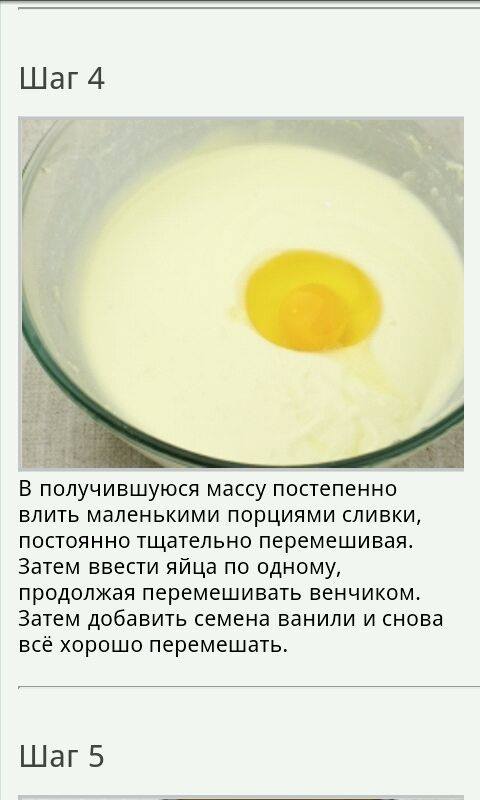 Шаг 4
В получившуюся массу постепенно
влить маленькими порциями сливки,
постоянно тщательно перемешивая.
Затем ввести яйца по одному,
продолжая перемешивать венчиком.
Затем добавить семена ванили и снова
всё хорошо перемешать.
Шаг 5